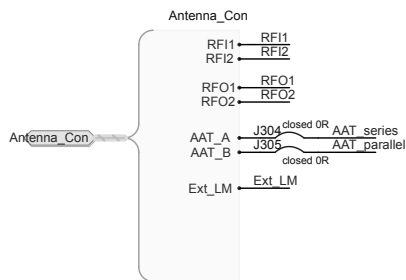 Antenna_Con
RFI1 RFI1
RFI2 RFI2
RFO1 RFO1
RFO2 RFO2
closed 0R
AAT_A J304 AAT_series
Antenna_Con
AAT_B J305 AAT_parallel
closed 0R
Ext_LM Ext_LM